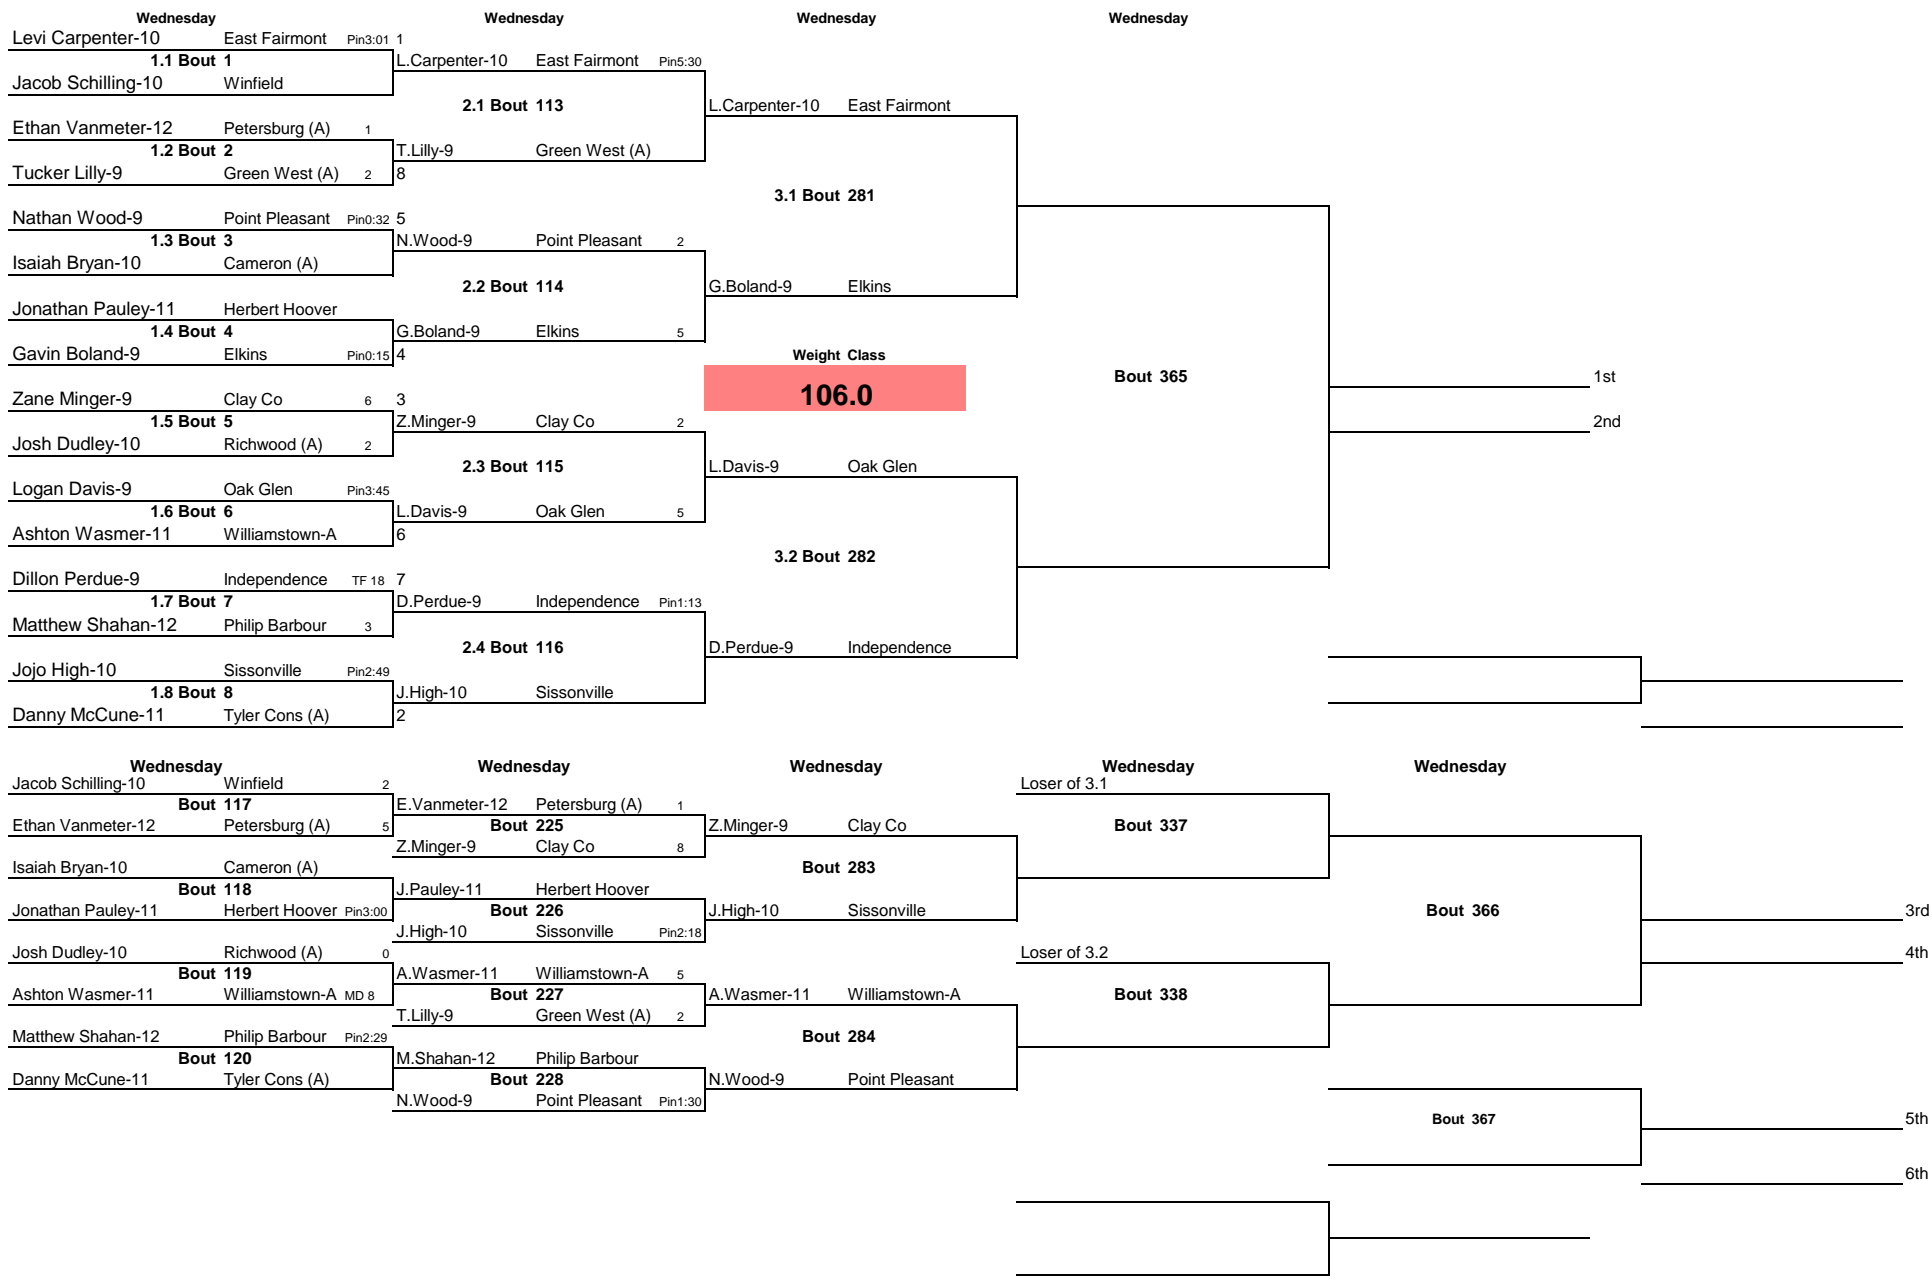 Wednesday Wednesday Wednesday Wednesday
Levi Carpenter-10 East Fairmont Pin3:01 1
1.1 Bout 1 L.Carpenter-10 East Fairmont Pin5:30
Jacob Schilling-10 Winfield
2.1 Bout 113 L.Carpenter-10 East Fairmont
Ethan Vanmeter-12 Petersburg (A) 1
1.2 Bout 2 T.Lilly-9 Green West (A)
Tucker Lilly-9 Green West (A) 2 8
3.1 Bout 281
Nathan Wood-9 Point Pleasant Pin0:32 5
1.3 Bout 3 N.Wood-9 Point Pleasant 2
Isaiah Bryan-10 Cameron (A)
2.2 Bout 114 G.Boland-9 Elkins
Jonathan Pauley-11 Herbert Hoover
1.4 Bout 4 G.Boland-9 Elkins 5
Gavin Boland-9 Elkins Pin0:15 4 Weight Class
Bout 365 1st
106.0
Zane Minger-9 Clay Co 6 3
1.5 Bout 5 Z.Minger-9 Clay Co 2 2nd
Josh Dudley-10 Richwood (A) 2
2.3 Bout 115 L.Davis-9 Oak Glen
Logan Davis-9 Oak Glen Pin3:45
1.6 Bout 6 L.Davis-9 Oak Glen 5
Ashton Wasmer-11 Williamstown-A 6
3.2 Bout 282
Dillon Perdue-9 Independence TF 18 7
1.7 Bout 7 D.Perdue-9 Independence Pin1:13
Matthew Shahan-12 Philip Barbour 3
2.4 Bout 116 D.Perdue-9 Independence
Jojo High-10 Sissonville Pin2:49
1.8 Bout 8 J.High-10 Sissonville
Danny McCune-11 Tyler Cons (A) 2
Wednesday Wednesday Wednesday Wednesday Wednesday
Jacob Schilling-10 Winfield 2 Loser of 3.1
Bout 117 E.Vanmeter-12 Petersburg (A) 1
Ethan Vanmeter-12 Petersburg (A) 5 Bout 225 Z.Minger-9 Clay Co Bout 337
Z.Minger-9 Clay Co 8
Isaiah Bryan-10 Cameron (A) Bout 283
Bout 118 J.Pauley-11 Herbert Hoover
Jonathan Pauley-11 Herbert Hoover Pin3:00 Bout 226 J.High-10 Sissonville Bout 366 3rd
J.High-10 Sissonville Pin2:18
Josh Dudley-10 Richwood (A) 0 Loser of 3.2 4th
Bout 119 A.Wasmer-11 Williamstown-A 5
Ashton Wasmer-11 Williamstown-A MD 8 Bout 227 A.Wasmer-11 Williamstown-A Bout 338
T.Lilly-9 Green West (A) 2
Matthew Shahan-12 Philip Barbour Pin2:29 Bout 284
Bout 120 M.Shahan-12 Philip Barbour
Danny McCune-11 Tyler Cons (A) Bout 228 N.Wood-9 Point Pleasant
N.Wood-9 Point Pleasant Pin1:30
Bout 367 5th
6th